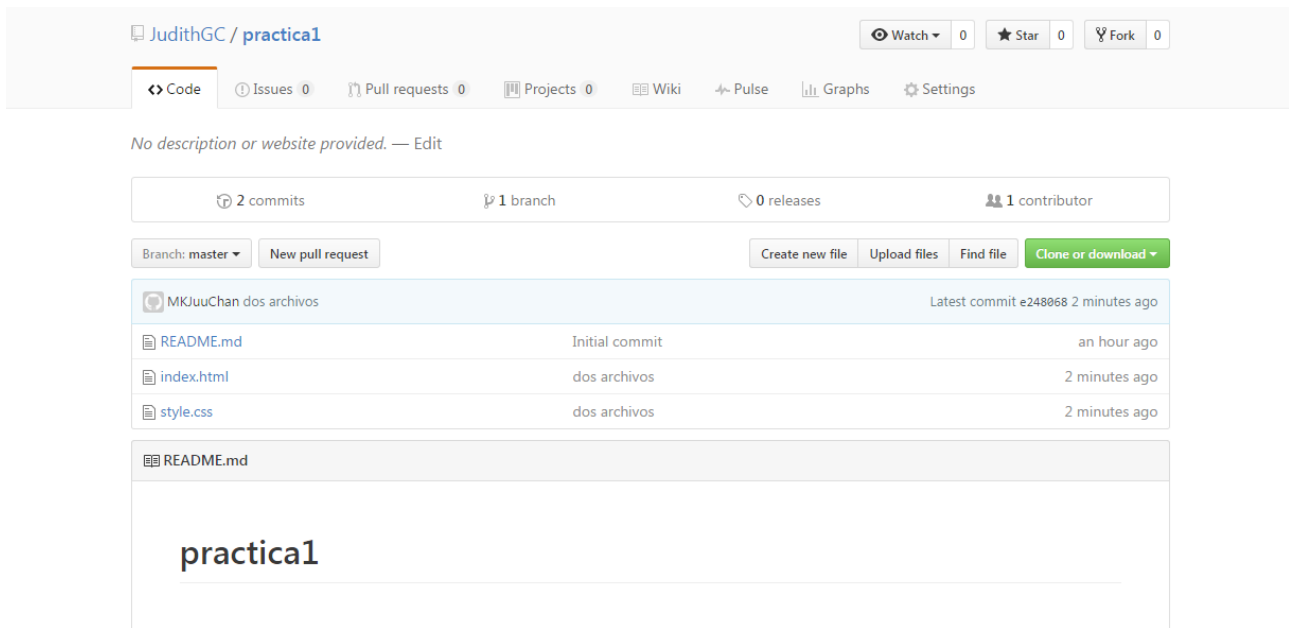 JudithGC / practica1 Watch 0 Star 0 Fork 0
Code Issues 0 Pull requests 0 Projects 0 Wiki Pulse Graphs Settings
No description or website provided. — Edit
2 commits 1 branch 0 releases 1 contributor
Branch: master New pull request Create new file Upload files Find file Clone or download
MKJuuChan dos archivos Latest commit e248068 2 minutes ago
README.md Initial commit an hour ago
index.html dos archivos 2 minutes ago
style.css dos archivos 2 minutes ago
README.md
practica1